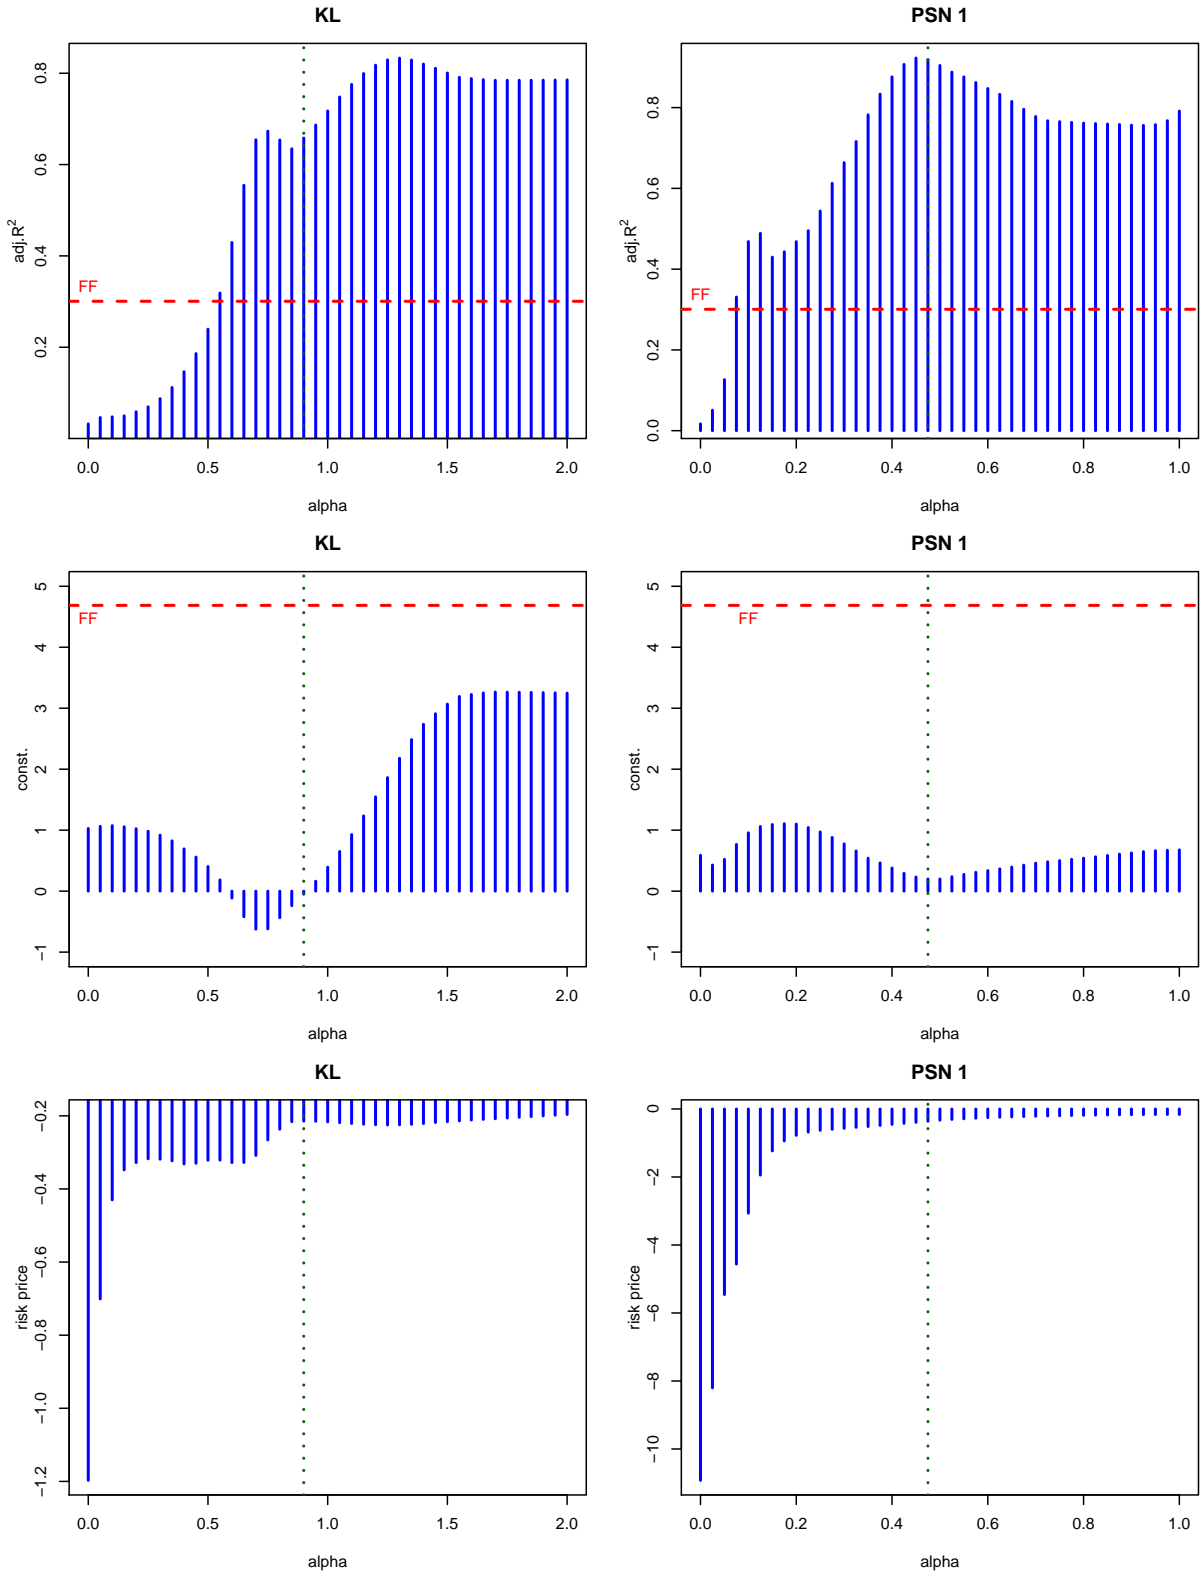 KL
adj.R²
0.2 0.4 0.6 0.8
FF
0.0 0.5 1.0 1.5 2.0
alpha
PSN 1
adj.R²
0.0 0.2 0.4 0.6 0.8
FF
0.0 0.2 0.4 0.6 0.8 1.0
alpha
KL
const.
−1 0 1 2 3 4 5
FF
0.0 0.5 1.0 1.5 2.0
alpha
PSN 1
const.
−1 0 1 2 3 4 5
FF
0.0 0.2 0.4 0.6 0.8 1.0
alpha
KL
risk price
−1.2 −1.0 −0.8 −0.6 −0.4 −0.2
0.0 0.5 1.0 1.5 2.0
alpha
PSN 1
risk price
−10 −8 −6 −4 −2 0
0.0 0.2 0.4 0.6 0.8 1.0
alpha